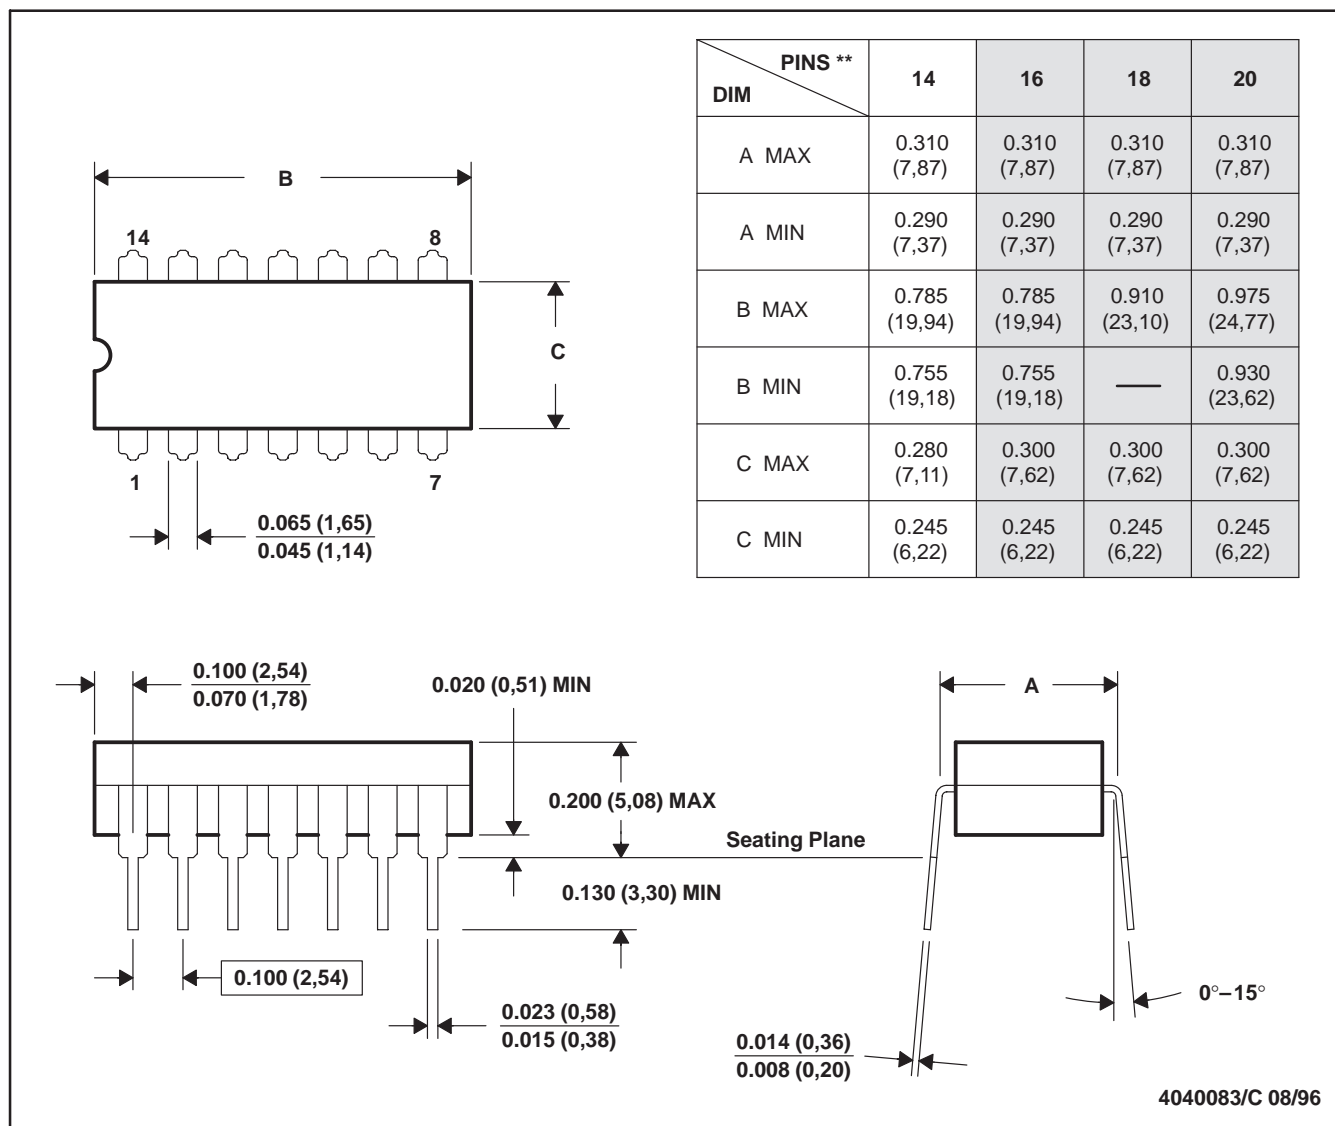 PINS **
DIM
14 16 18 20
A MAX 0.310 (7,87) 0.310 (7,87) 0.310 (7,87) 0.310 (7,87)
A MIN 0.290 (7,37) 0.290 (7,37) 0.290 (7,37) 0.290 (7,37)
B MAX 0.785 (19,94) 0.785 (19,94) 0.910 (23,10) 0.975 (24,77)
B MIN 0.755 (19,18) 0.755 (19,18) — 0.930 (23,62)
C MAX 0.280 (7,11) 0.300 (7,62) 0.300 (7,62) 0.300 (7,62)
C MIN 0.245 (6,22) 0.245 (6,22) 0.245 (6,22) 0.245 (6,22)
B
14 8
C
1 7
0.065 (1,65)
0.045 (1,14)
0.100 (2,54)
0.070 (1,78)
0.020 (0,51) MIN
0.200 (5,08) MAX
Seating Plane
0.130 (3,30) MIN
0.100 (2,54)
0.023 (0,58)
0.015 (0,38)
A
0°–15°
0.014 (0,36)
0.008 (0,20)
4040083/C 08/96